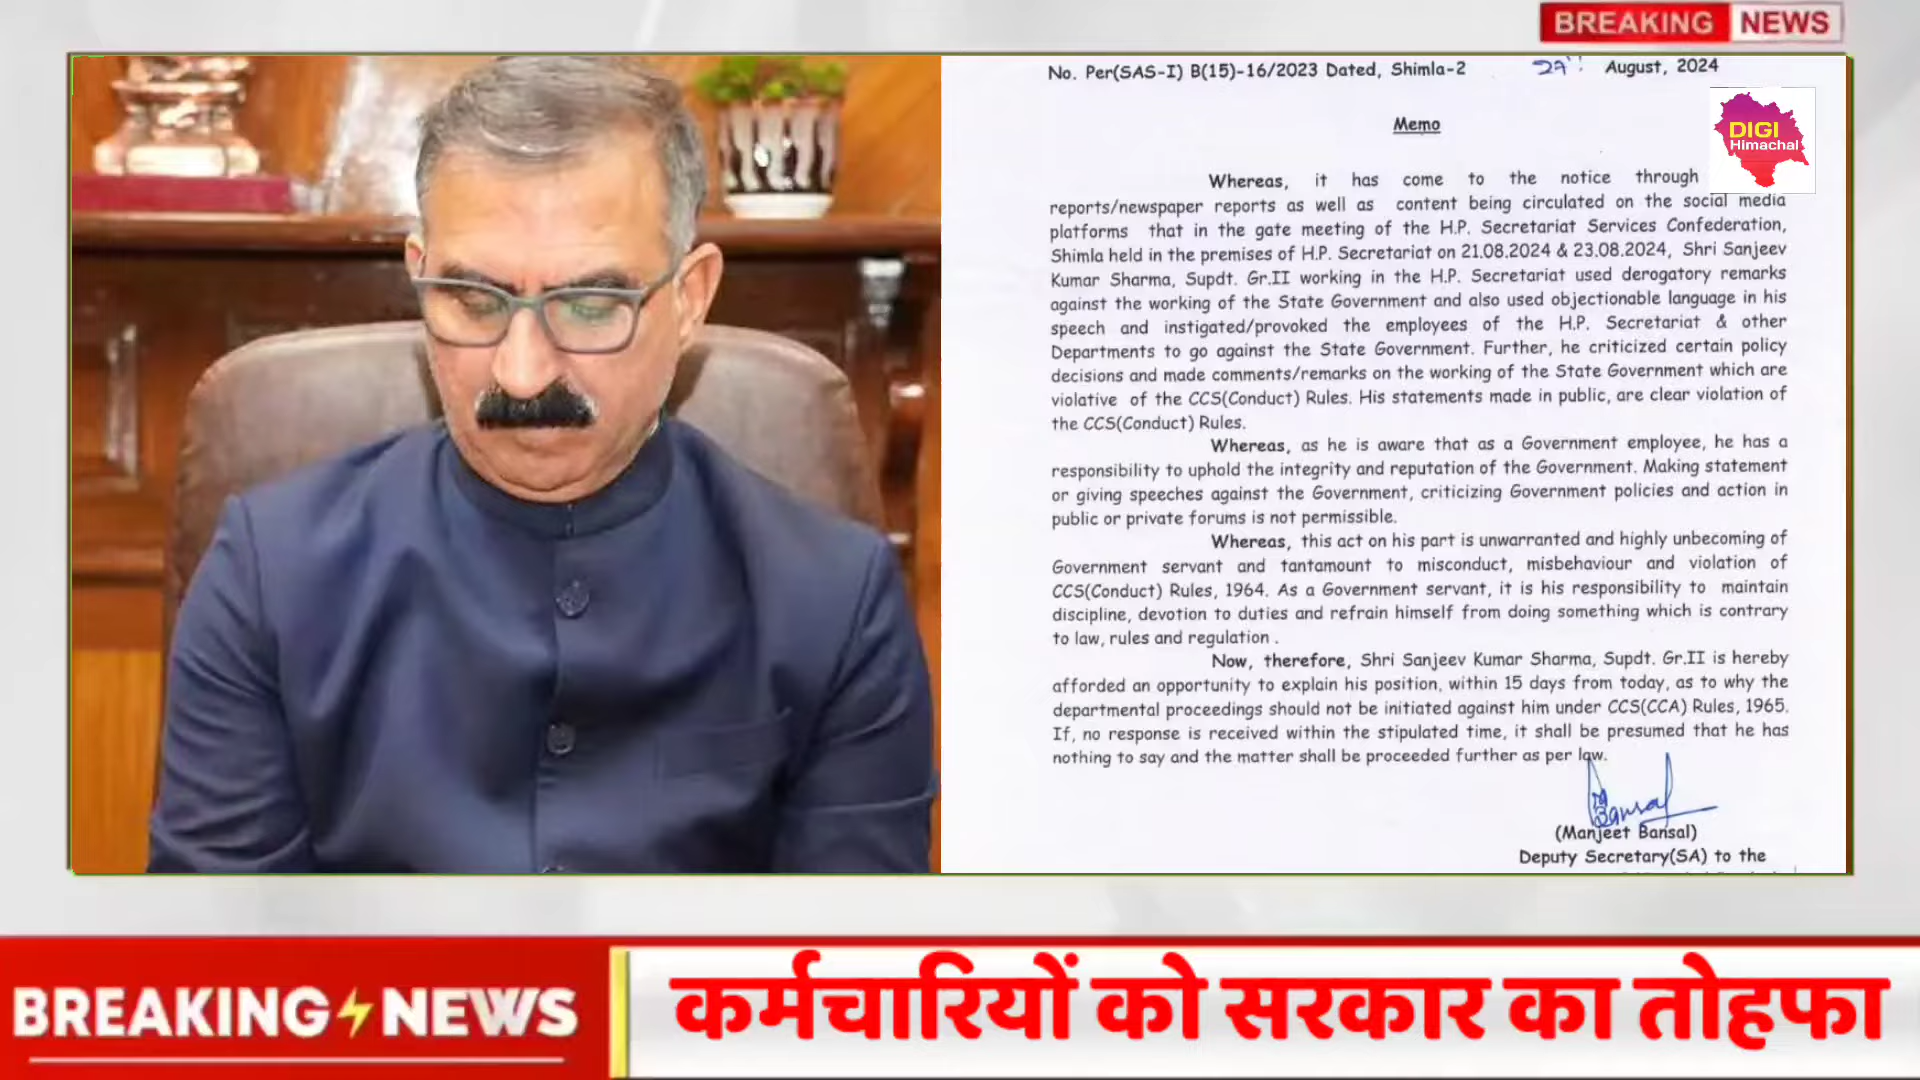 BREAKING NEWS
No. Per(SAS-I) B(15)-16/2023 Dated, Shimla-2 August, 2024
DIGI
Himachal
Memo
Whereas, it has come to the notice through
reports/newspaper reports as well as content being circulated on the social media
platforms that in the gate meeting of the H.P. Secretariat Services Confederation,
Shimla held in the premises of H.P. Secretariat on 21.08.2024 & 23.08.2024, Shri Sanjeev
Kumar Sharma, Supdt. Gr.II working in the H.P. Secretariat used derogatory remarks
against the working of the State Government and also used objectionable language in his
speech and instigated/provoked the employees of the H.P. Secretariat & other
Departments to go against the State Government. Further, he criticized certain policy
decisions and made comments/remarks on the working of the State Government which are
violative of the CCS(Conduct) Rules. His statements made in public, are clear violation of
the CCS(Conduct) Rules.
Whereas, as he is aware that as a Government employee, he has a
responsibility to uphold the integrity and reputation of the Government. Making statement
or giving speeches against the Government, criticizing Government policies and action in
public or private forums is not permissible.
Whereas, this act on his part is unwarranted and highly unbecoming of
Government servant and tantamount to misconduct, misbehaviour and violation of
CCS(Conduct) Rules, 1964. As a Government servant, it is his responsibility to maintain
discipline, devotion to duties and refrain himself from doing something which is contrary
to law, rules and regulation .
Now, therefore, Shri Sanjeev Kumar Sharma, Supdt. Gr.II is hereby
afforded an opportunity to explain his position, within 15 days from today, as to why the
departmental proceedings should not be initiated against him under CCS(CCA) Rules, 1965.
If, no response is received within the stipulated time, it shall be presumed that he has
nothing to say and the matter shall be proceeded further as per law.
Bansal
(Manjeet Bansal)
Deputy Secretary(SA) to the
BREAKING NEWS
कर्मचारियों को सरकार का तोहफा